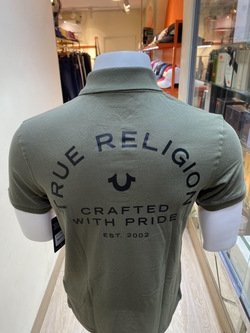 TRUE RELIGION
CRAFTED
WITH PRIDE
EST. 2002